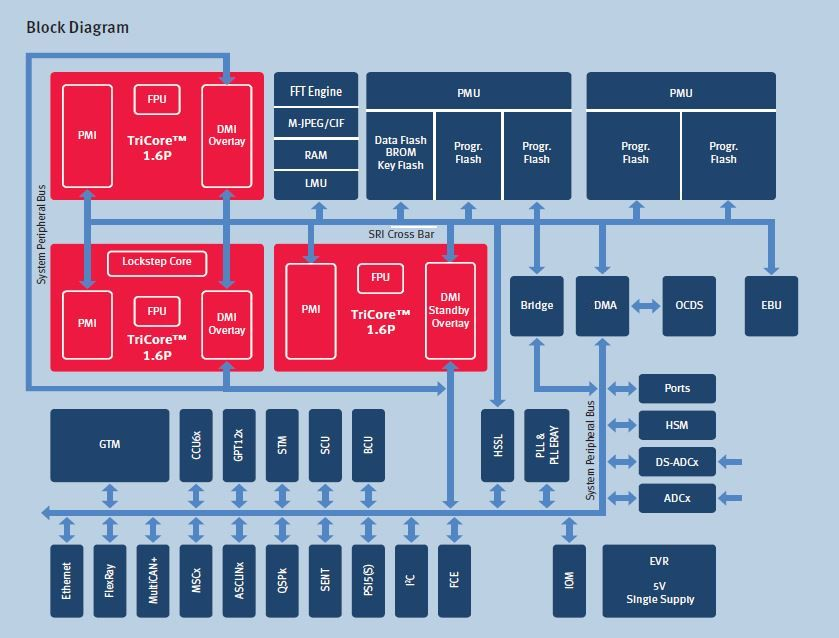 Block Diagram
System Peripheral Bus
PMI
FPU
TriCore™
1.6P
DMI
Overlay
FFT Engine
M-JPEG/CIF
RAM
LMU
PMU
Data Flash
BROM
Key Flash
Progr.
Flash
Progr.
Flash
PMU
Progr.
Flash
Progr.
Flash
SRI Cross Bar
Lockstep Core
PMI
FPU
TriCore™
1.6P
DMI
Overlay
PMI
FPU
TriCore™
1.6P
DMI
Standby
Overlay
Bridge
DMA
OCDS
EBU
System Peripheral Bus
Ports
HSM
DS-ADCx
ADCx
GTM
CCU6x
GPT12x
STM
SCU
BCU
HSSL
PLL &
PLL ERAY
Ethernet
FlexRay
MultiCAN+
MSCx
ASCLINx
QSPIx
SENT
PSI5(S)
I²C
FCE
IOM
EVR
5V
Single Supply